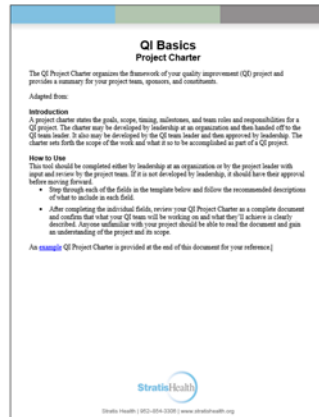 QI Basics
Project Charter
The QI Project Charter organizes the framework of your quality improvement (QI) project and
provides a summary for your project team, sponsors, and constituents.
Adapted from:
Introduction
A project charter states the goals, scope, timing, milestones, and team roles and responsibilities for a
QI project. The charter may be developed by leadership at an organization and then handed off to the
QI team leader. It also may be developed by the QI team leader and then approved by leadership. The
charter sets forth the scope of the work and what it so to be accomplished as part of a QI project.
How to Use
This tool should be completed either by leadership at an organization or by the project leader with
input and review by the project team. If it is not developed by leadership, it should have their approval
before moving forward.
• Step through each of the fields in the template below and follow the recommended descriptions
of what to include in each field.
• After completing the individual fields, review your QI Project Charter as a complete document
and confirm that what your QI team will be working on and what they'll achieve is clearly
described. Anyone unfamiliar with your project should be able to read the document and gain
an understanding of the project and its scope.
An example QI Project Charter is provided at the end of this document for your reference.
StratisHealth
Stratis Health | 952-854-3306 | www.stratishealth.org